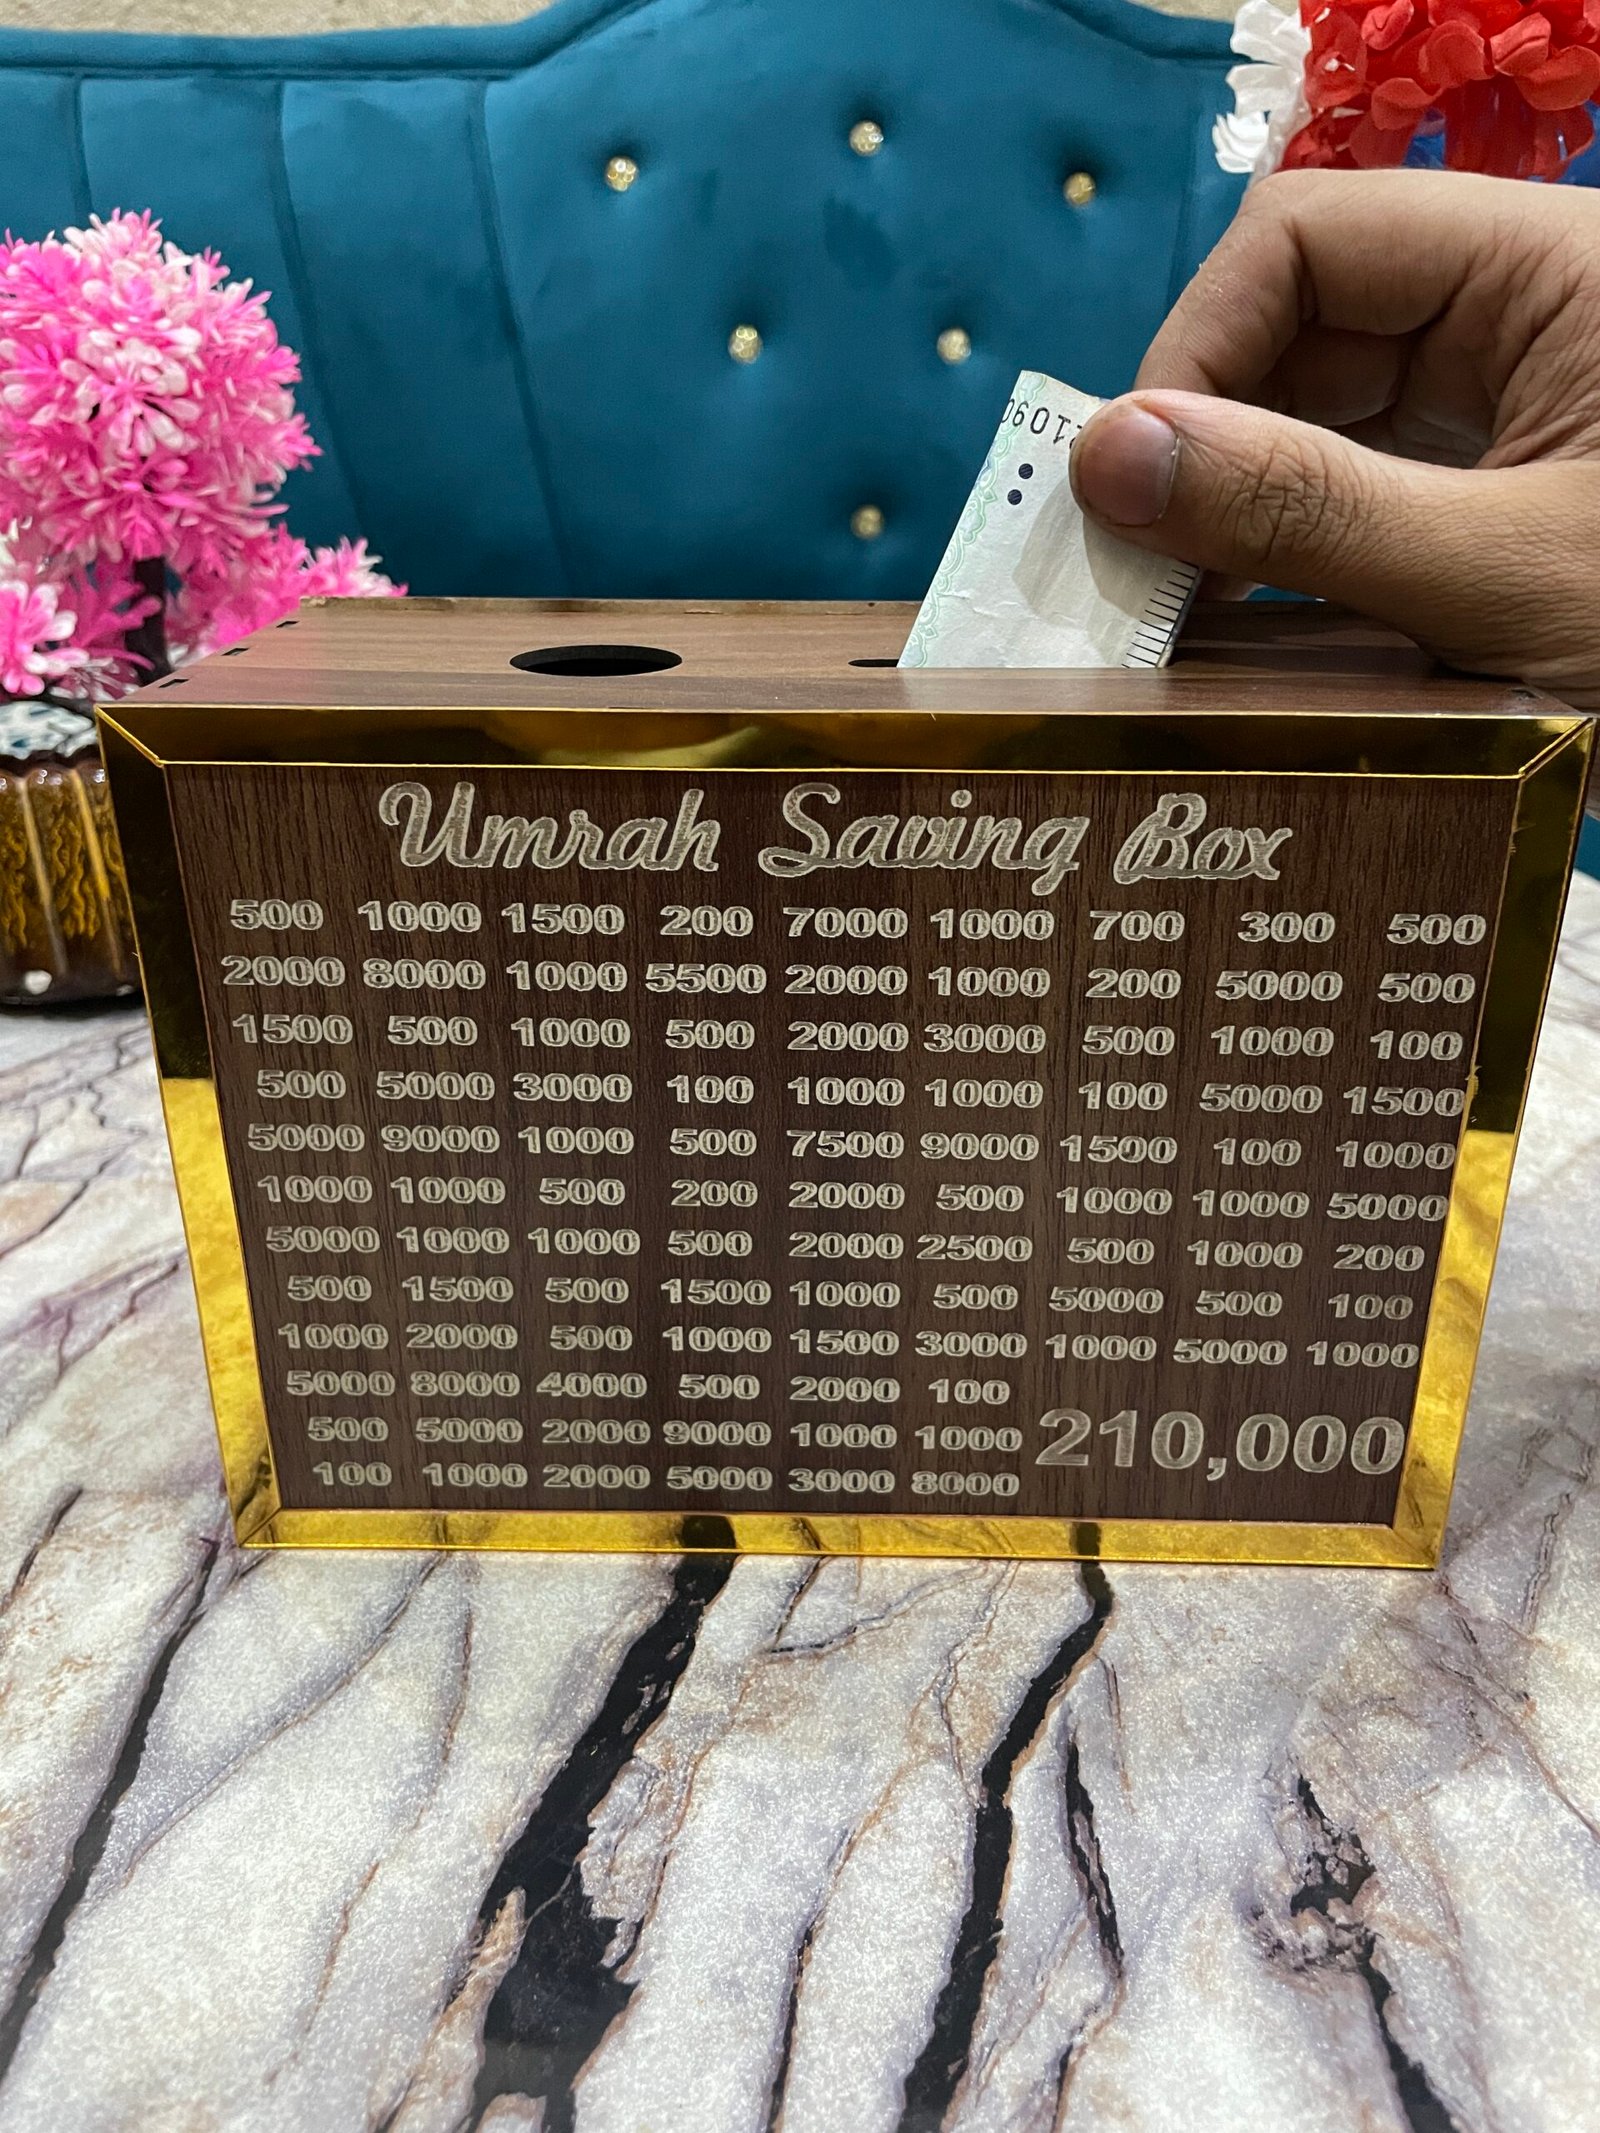 21090
Umrah Saving Box
500 1000 1500 200 7000 1000 700 300 500
2000 8000 1000 5500 2000 1000 200 5000 500
1500 500 1000 500 2000 3000 500 1000 100
500 5000 3000 100 1000 1000 100 5000 1500
5000 9000 1000 500 7500 9000 1500 100 1000
1000 1000 500 200 2000 500 1000 1000 5000
5000 1000 1000 500 2000 2500 500 1000 200
500 1500 500 1500 1000 500 5000 500 100
1000 2000 500 1000 1500 3000 1000 5000 1000
5000 8000 4000 500 2000 100
500 5000 2000 9000 1000 1000 210,000
100 1000 2000 5000 3000 8000